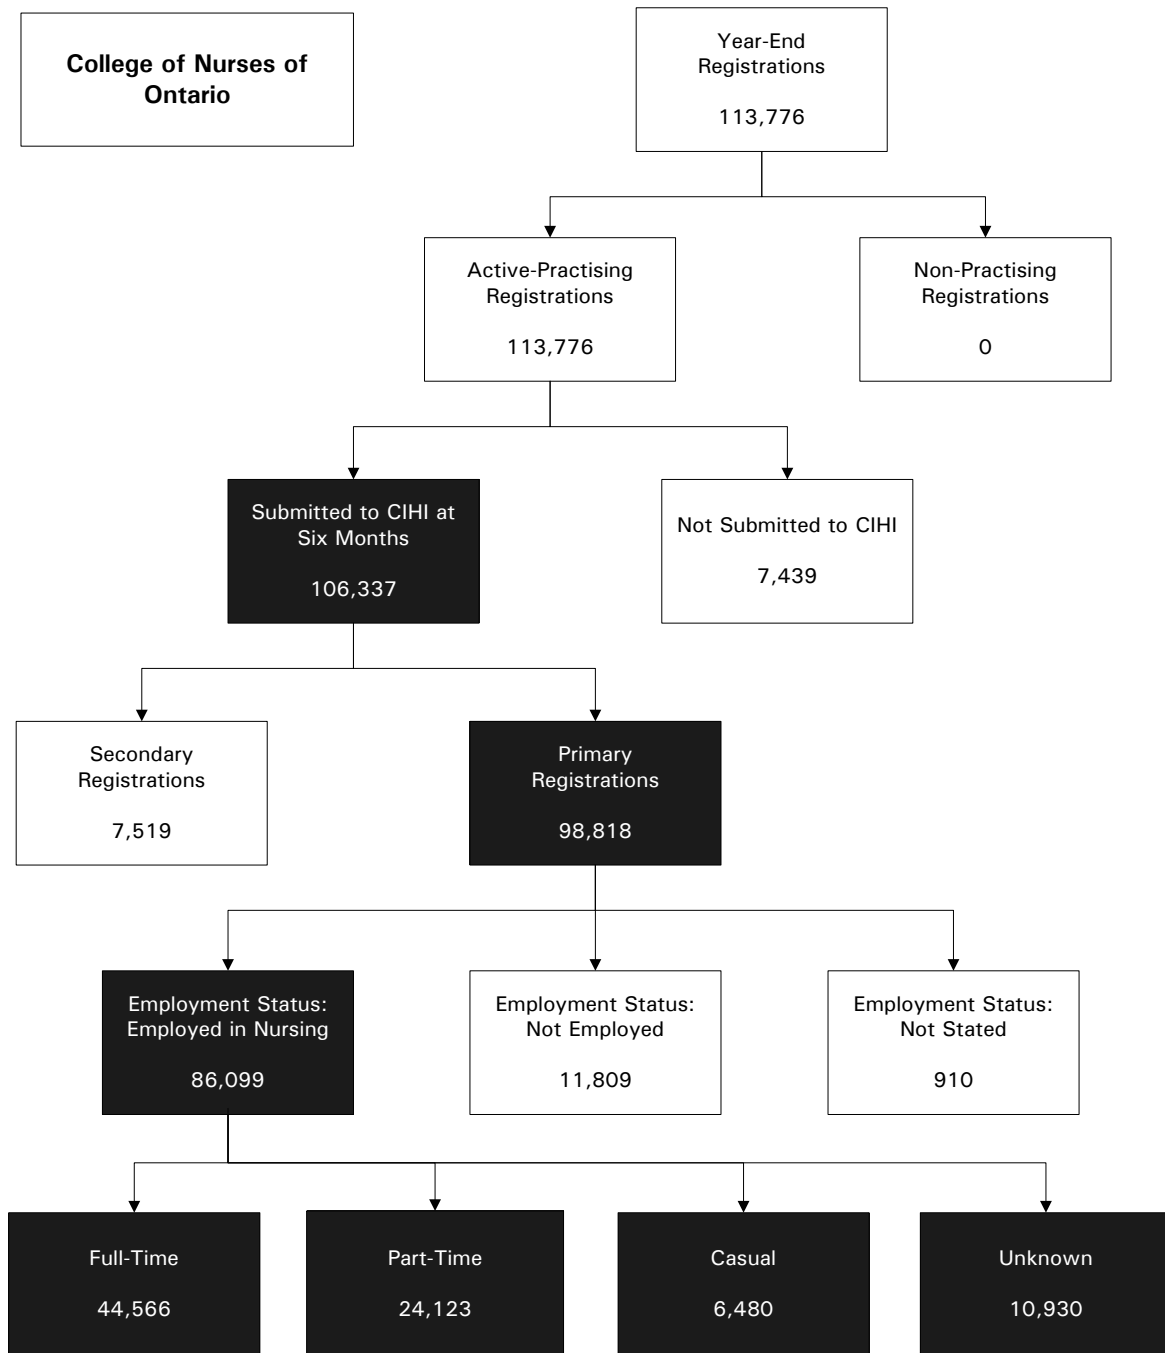 College of Nurses of
Ontario
Year-End
Registrations
113,776
Active-Practising
Registrations
113,776
Non-Practising
Registrations
0
Submitted to CIHI at
Six Months
106,337
Not Submitted to CIHI
7,439
Secondary
Registrations
7,519
Primary
Registrations
98,818
Employment Status:
Employed in Nursing
86,099
Employment Status:
Not Employed
11,809
Employment Status:
Not Stated
910
Full-Time
44,566
Part-Time
24,123
Casual
6,480
Unknown
10,930